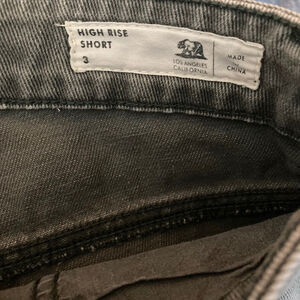 HIGH RISE
SHORT
3
LOS ANGELES
CALIFORNIA
MADE
IN
CHINA